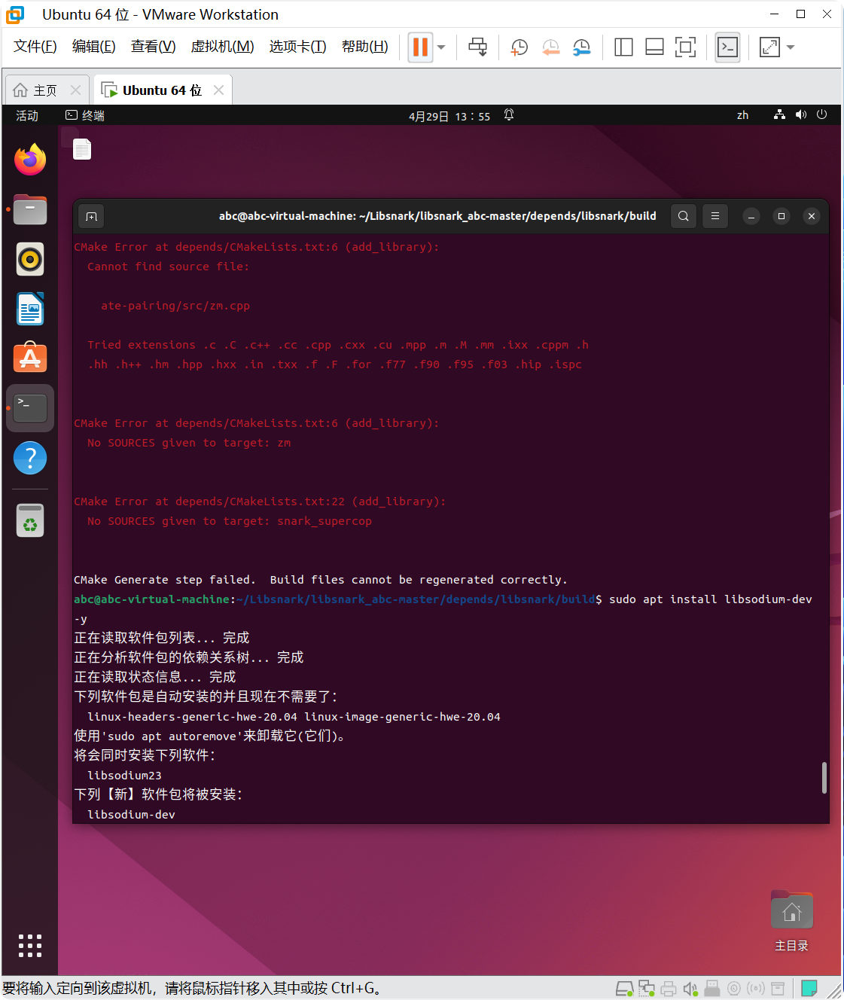 Ubuntu 64 位 - VMware Workstation
文件(F) 编辑(E) 查看(V) 虚拟机(M) 选项卡(T) 帮助(H)
主页 Ubuntu 64 位
活动 终端 4月29日 13：55 zh
abc@abc-virtual-machine: ~/Libsnark/libsnark_abc-master/depends/libsnark/build
CMake Error at depends/CMakeLists.txt:6 (add_library):
Cannot find source file:
ate-pairing/src/zm.cpp
Tried extensions .c .C .c++ .cc .cpp .cxx .cu .mpp .m .M .mm .ixx .cppm .h
.hh .h++ .hm .hpp .hxx .in .txx .f .F .for .f77 .f90 .f95 .f03 .hip .ispc
CMake Error at depends/CMakeLists.txt:6 (add_library):
No SOURCES given to target: zm
CMake Error at depends/CMakeLists.txt:22 (add_library):
No SOURCES given to target: snark_supercop
CMake Generate step failed.  Build files cannot be regenerated correctly.
abc@abc-virtual-machine:~/Libsnark/libsnark_abc-master/depends/libsnark/build$ sudo apt install libsodium-dev
-y
正在读取软件包列表... 完成
正在分析软件包的依赖关系树... 完成
正在读取状态信息... 完成
下列软件包是自动安装的并且现在不需要了：
linux-headers-generic-hwe-20.04 linux-image-generic-hwe-20.04
使用'sudo apt autoremove'来卸载它(它们)。
将会同时安装下列软件：
libsodium23
下列【新】软件包将被安装：
libsodium-dev
主目录
要将输入定向到该虚拟机，请将鼠标指针移入其中或按 Ctrl+G。